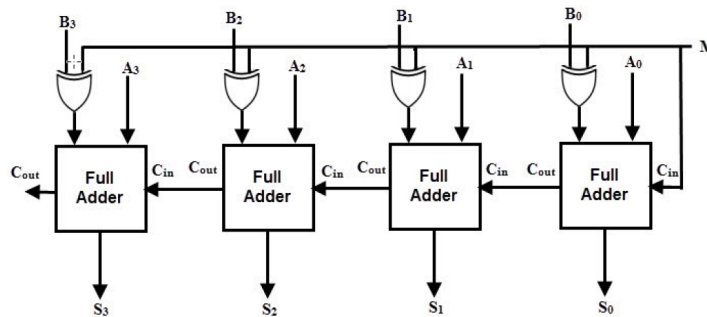 B3 B2 B1 B0
M
A3 A2 A1 A0
Cout Full Adder Cin Cout Full Adder Cin Cout Full Adder Cin Cout Full Adder Cin
S3 S2 S1 S0